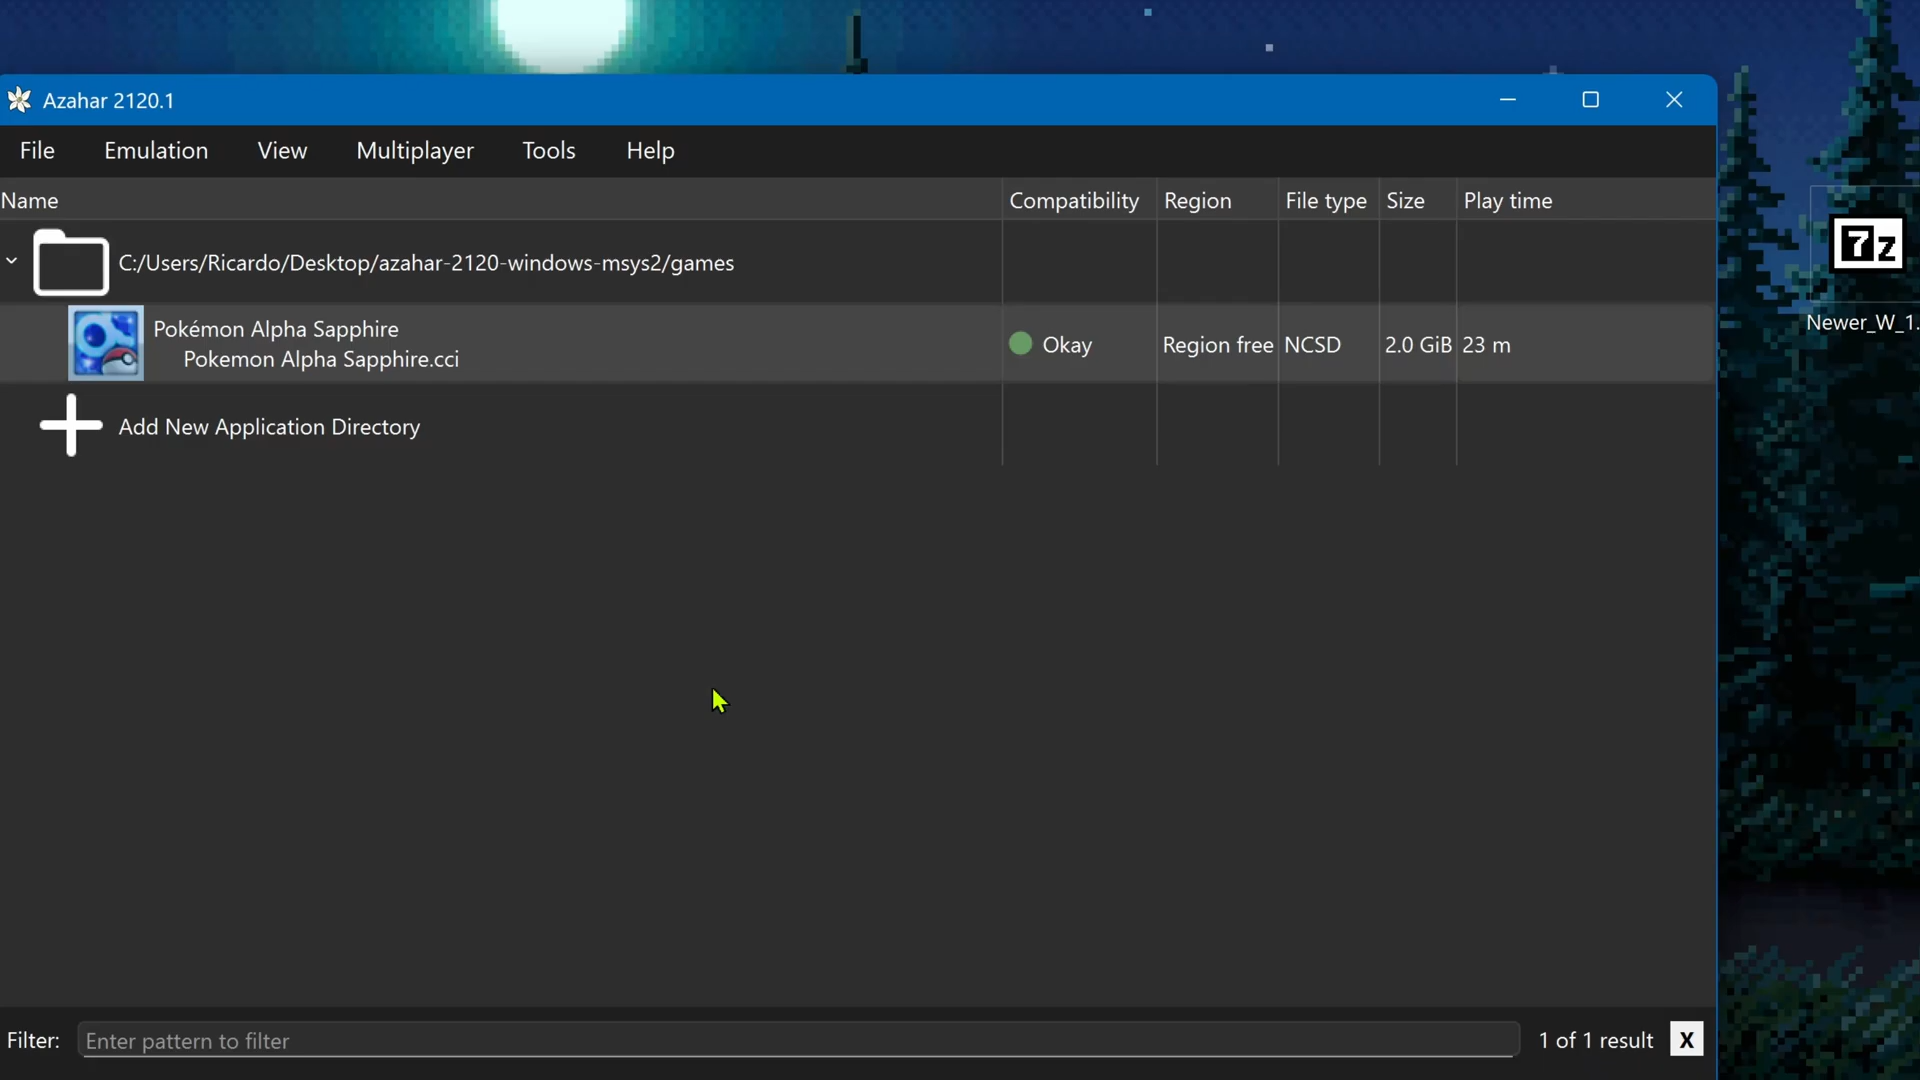 Azahar 2120.1
File Emulation View Multiplayer Tools Help
Name Compatibility Region File type Size Play time
C:/Users/Ricardo/Desktop/azahar-2120-windows-msys2/games
Pokémon Alpha Sapphire
Pokemon Alpha Sapphire.cci
Okay Region free NCSD 2.0 GiB 23 m
Add New Application Directory
7z
Newer_W_1.
Filter: Enter pattern to filter 1 of 1 result X